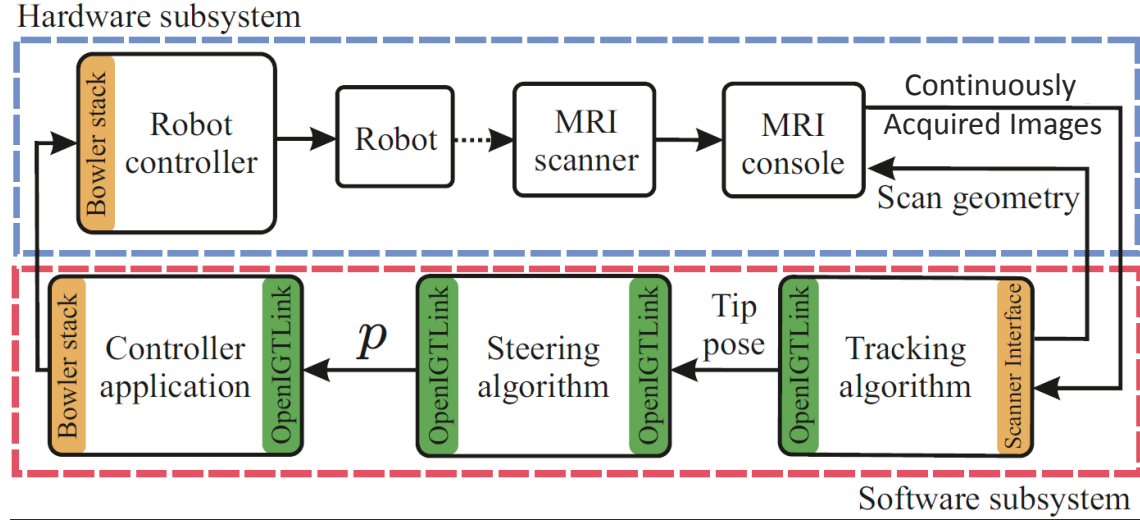 Hardware subsystem
Bowler stack
Robot
controller
Robot
MRI
scanner
MRI
console
Continuously
Acquired Images
Scan geometry
Bowler stack
Controller
application
OpenIGTLink
p
OpenIGTLink
Steering
algorithm
OpenIGTLink
Tip
pose
OpenIGTLink
Tracking
algorithm
Scanner Interface
Software subsystem